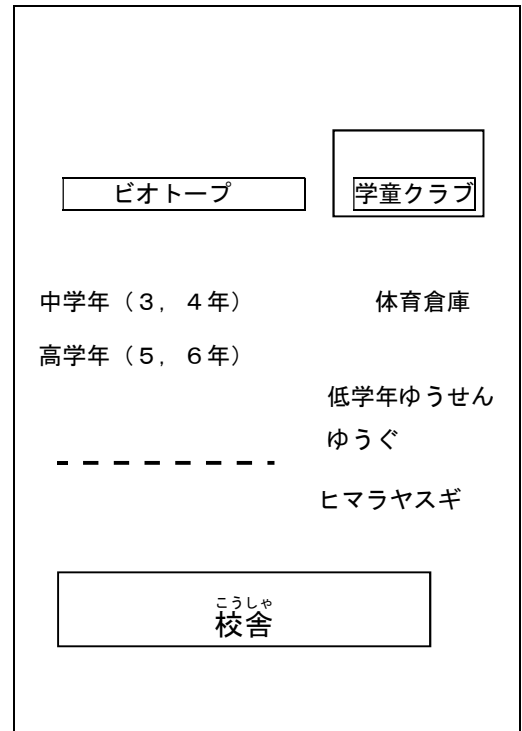 ビオトープ
学童クラブ
中学年（３，４年）
体育倉庫
高学年（５，６年）
低学年ゆうせん
ゆうぐ
ヒマラヤスギ
こうしゃ
校舎